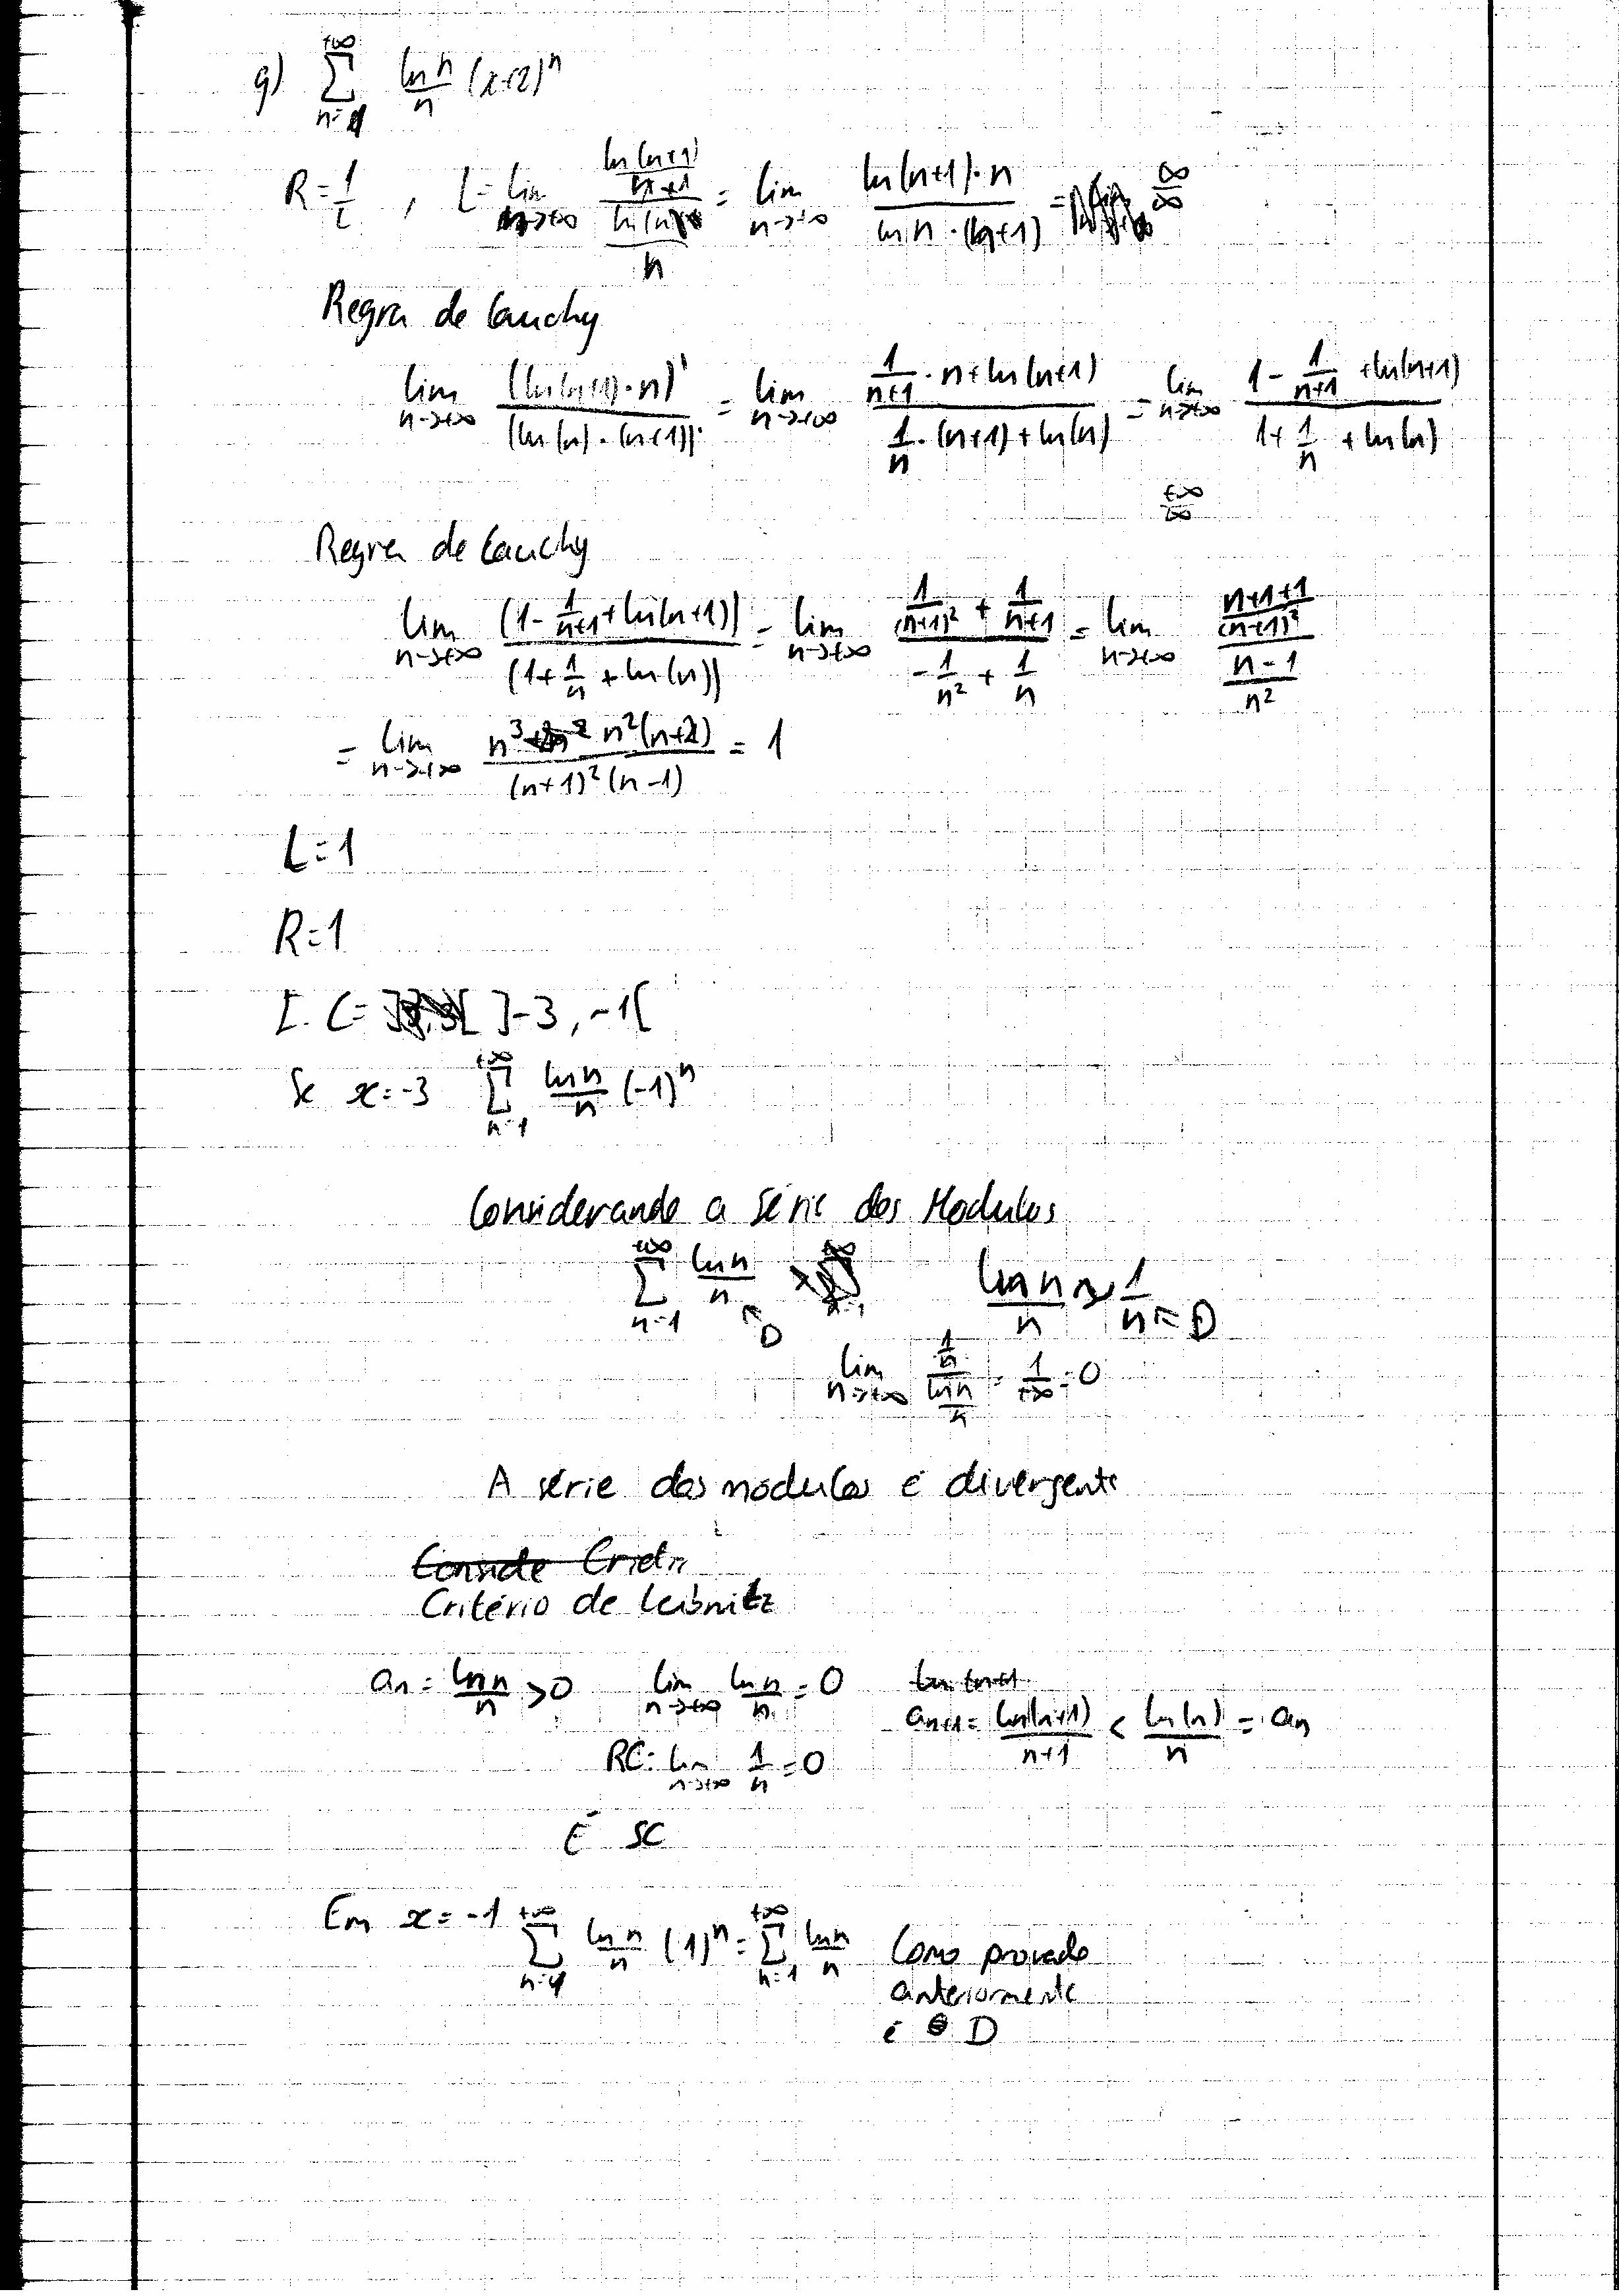 g) $\sum_{n=1}^{+\infty} \frac{\ln n}{n} (x+2)^n$
$R = \frac{1}{L}$ , $L = \lim_{n \to +\infty} \frac{\frac{\ln(n+1)}{n+1}}{\frac{\ln(n)}{n}} = \lim_{n \to +\infty} \frac{\ln(n+1) \cdot n}{\ln n \cdot (n+1)} = \frac{\infty}{\infty}$
Regra de Cauchy
$\lim_{n \to +\infty} \frac{(\ln(n+1) \cdot n)'}{(\ln(n) \cdot (n+1))'} = \lim_{n \to +\infty} \frac{\frac{1}{n+1} \cdot n + \ln(n+1)}{\frac{1}{n} \cdot (n+1) + \ln(n)} = \lim_{n \to +\infty} \frac{1 - \frac{1}{n+1} + \ln(n+1)}{1 + \frac{1}{n} + \ln(n)}$
$\frac{+\infty}{+\infty}$
Regra de Cauchy
$\lim_{n \to +\infty} \frac{(1 - \frac{1}{n+1} + \ln(n+1))'}{(1 + \frac{1}{n} + \ln(n))'} = \lim_{n \to +\infty} \frac{\frac{1}{(n+1)^2} + \frac{1}{n+1}}{-\frac{1}{n^2} + \frac{1}{n}} = \lim_{n \to +\infty} \frac{\frac{n+1+1}{(n+1)^2}}{\frac{n-1}{n^2}}$
$= \lim_{n \to +\infty} \frac{n^2(n+2)}{(n+1)^2(n-1)} = 1$
L=1
R=1
I. C = ]-3, -1[
Se x=-3 $\sum_{n=1}^{+\infty} \frac{\ln n}{n} (-1)^n$
Considerando a Série dos Modulos
$\sum_{n=1}^{+\infty} \frac{\ln n}{n}$ ↖ D $\frac{\ln n}{n} \geq \frac{1}{n}$ ↖ D
$\lim_{n \to +\infty} \frac{\frac{1}{n}}{\frac{\ln n}{n}} = \frac{1}{+\infty} = 0$
A série dos modulos é divergente
Critério de Leibnitz
$a_n = \frac{\ln n}{n} > 0$ $\lim_{n \to +\infty} \frac{\ln n}{n} = 0$ $a_{n+1} = \frac{\ln(n+1)}{n+1} < \frac{\ln(n)}{n} = a_n$
RC: $\lim_{n \to +\infty} \frac{1}{n} = 0$
É SC
Em x=-1 $\sum_{n=1}^{+\infty} \frac{\ln n}{n} (1)^n = \sum_{n=1}^{+\infty} \frac{\ln n}{n}$ Como provado
anteriormente
é D